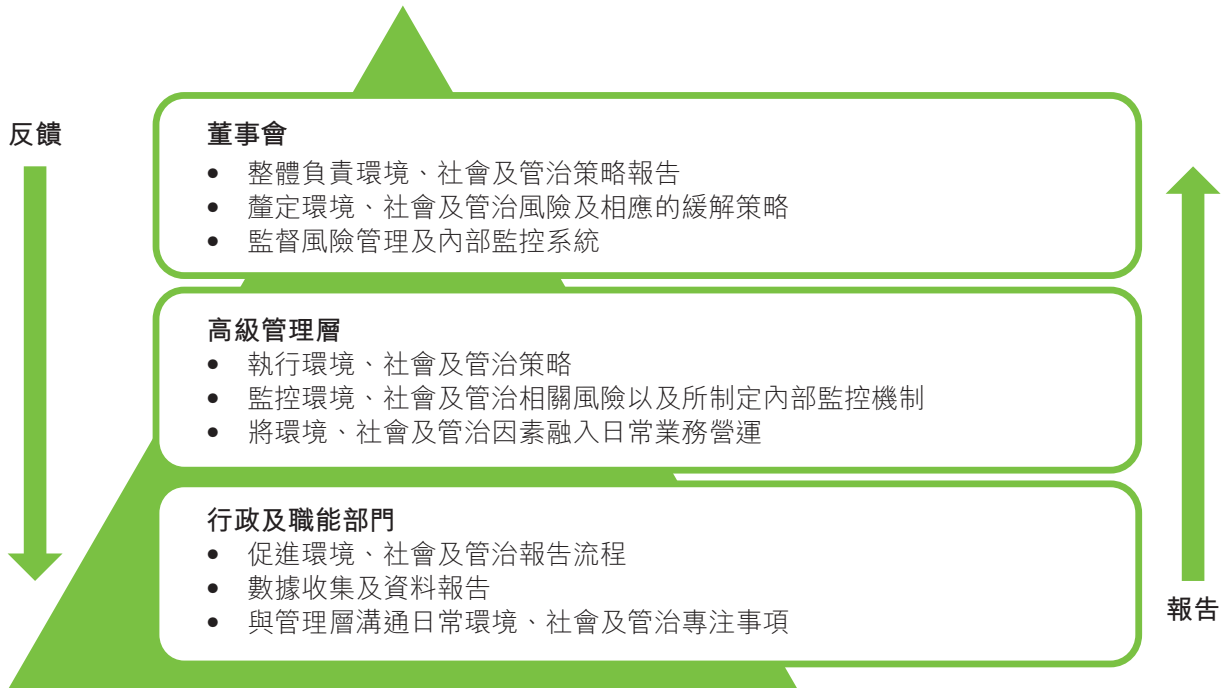 反饋
董事會
• 整體負責環境、社會及管治策略報告
• 釐定環境、社會及管治風險及相應的緩解策略
• 監督風險管理及內部監控系統
高級管理層
• 執行環境、社會及管治策略
• 監控環境、社會及管治相關風險以及所制定內部監控機制
• 將環境、社會及管治因素融入日常業務營運
行政及職能部門
• 促進環境、社會及管治報告流程
• 數據收集及資料報告
• 與管理層溝通日常環境、社會及管治專注事項
報告